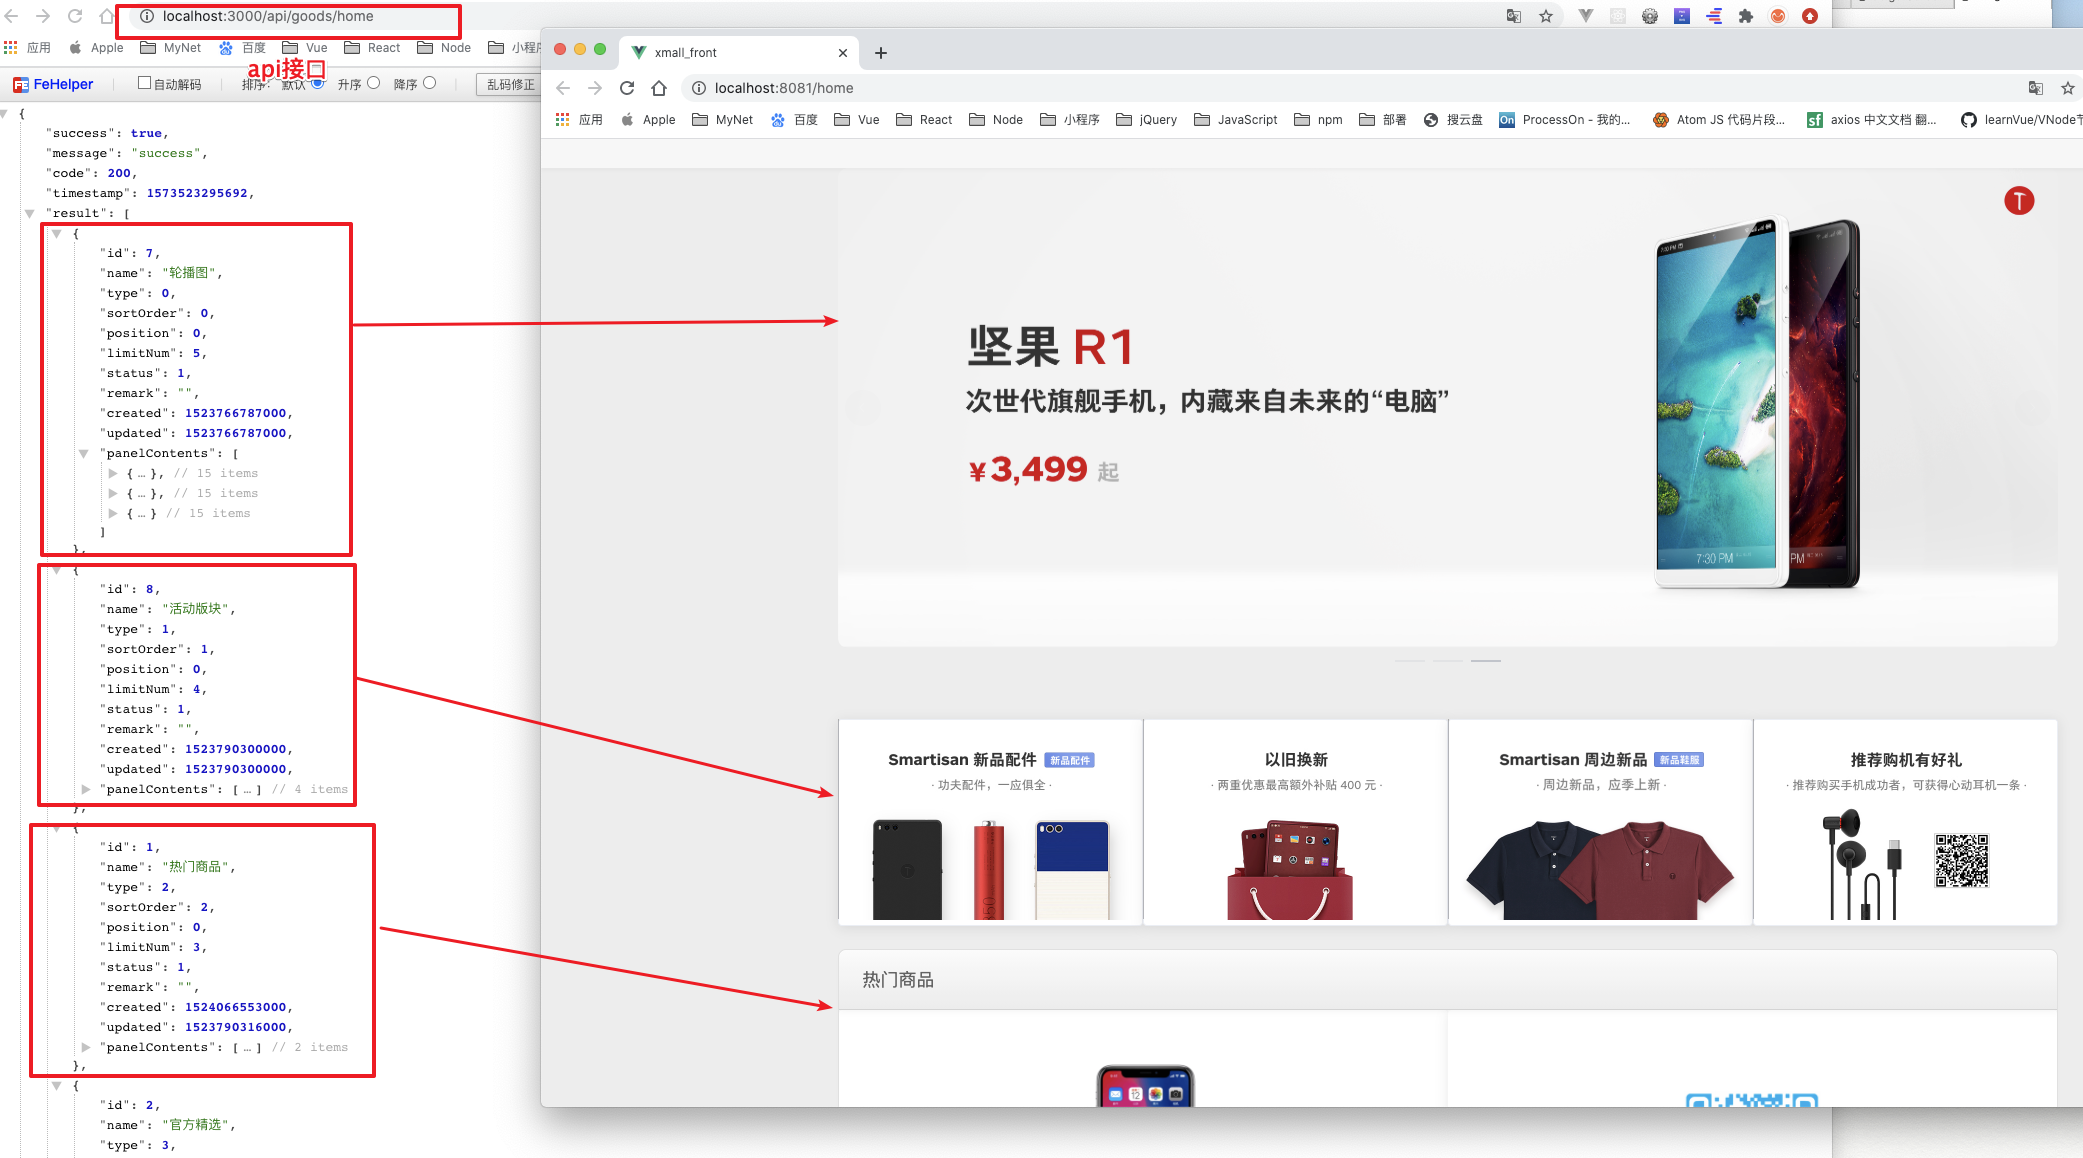 localhost:3000/api/goods/home
应用 Apple MyNet 百度 Vue React Node 小程序
api接口
FeHelper 自动解码 排序： 默认 升序 降序 乱码修正
{
"success": true,
"message": "success",
"code": 200,
"timestamp": 1573523295692,
"result": [
{
"id": 7,
"name": "轮播图",
"type": 0,
"sortOrder": 0,
"position": 0,
"limitNum": 5,
"status": 1,
"remark": "",
"created": 1523766787000,
"updated": 1523766787000,
"panelContents": [
{ … }, // 15 items
{ … }, // 15 items
{ … } // 15 items
]
},
{
"id": 8,
"name": "活动版块",
"type": 1,
"sortOrder": 1,
"position": 0,
"limitNum": 4,
"status": 1,
"remark": "",
"created": 1523790300000,
"updated": 1523790300000,
"panelContents": [ … ] // 4 items
},
{
"id": 1,
"name": "热门商品",
"type": 2,
"sortOrder": 2,
"position": 0,
"limitNum": 3,
"status": 1,
"remark": "",
"created": 1524066553000,
"updated": 1523790316000,
"panelContents": [ … ] // 2 items
},
{
"id": 2,
"name": "官方精选",
"type": 3,
xmall_front
localhost:8081/home
应用 Apple MyNet 百度 Vue React Node 小程序 jQuery JavaScript npm 部署 搜云盘 ProcessOn - 我的... Atom JS 代码片段... axios 中文文档 翻... learnVue/VNode节
坚果 R1
次世代旗舰手机，内藏来自未来的“电脑”
¥3,499 起
7:30 PM
PM
Smartisan 新品配件 新品配件
· 功夫配件，一应俱全 ·
以旧换新
· 两重优惠最高额外补贴 400 元 ·
Smartisan 周边新品 新品鞋服
· 周边新品，应季上新 ·
推荐购机有好礼
· 推荐购买手机成功者，可获得心动耳机一条 ·
热门商品